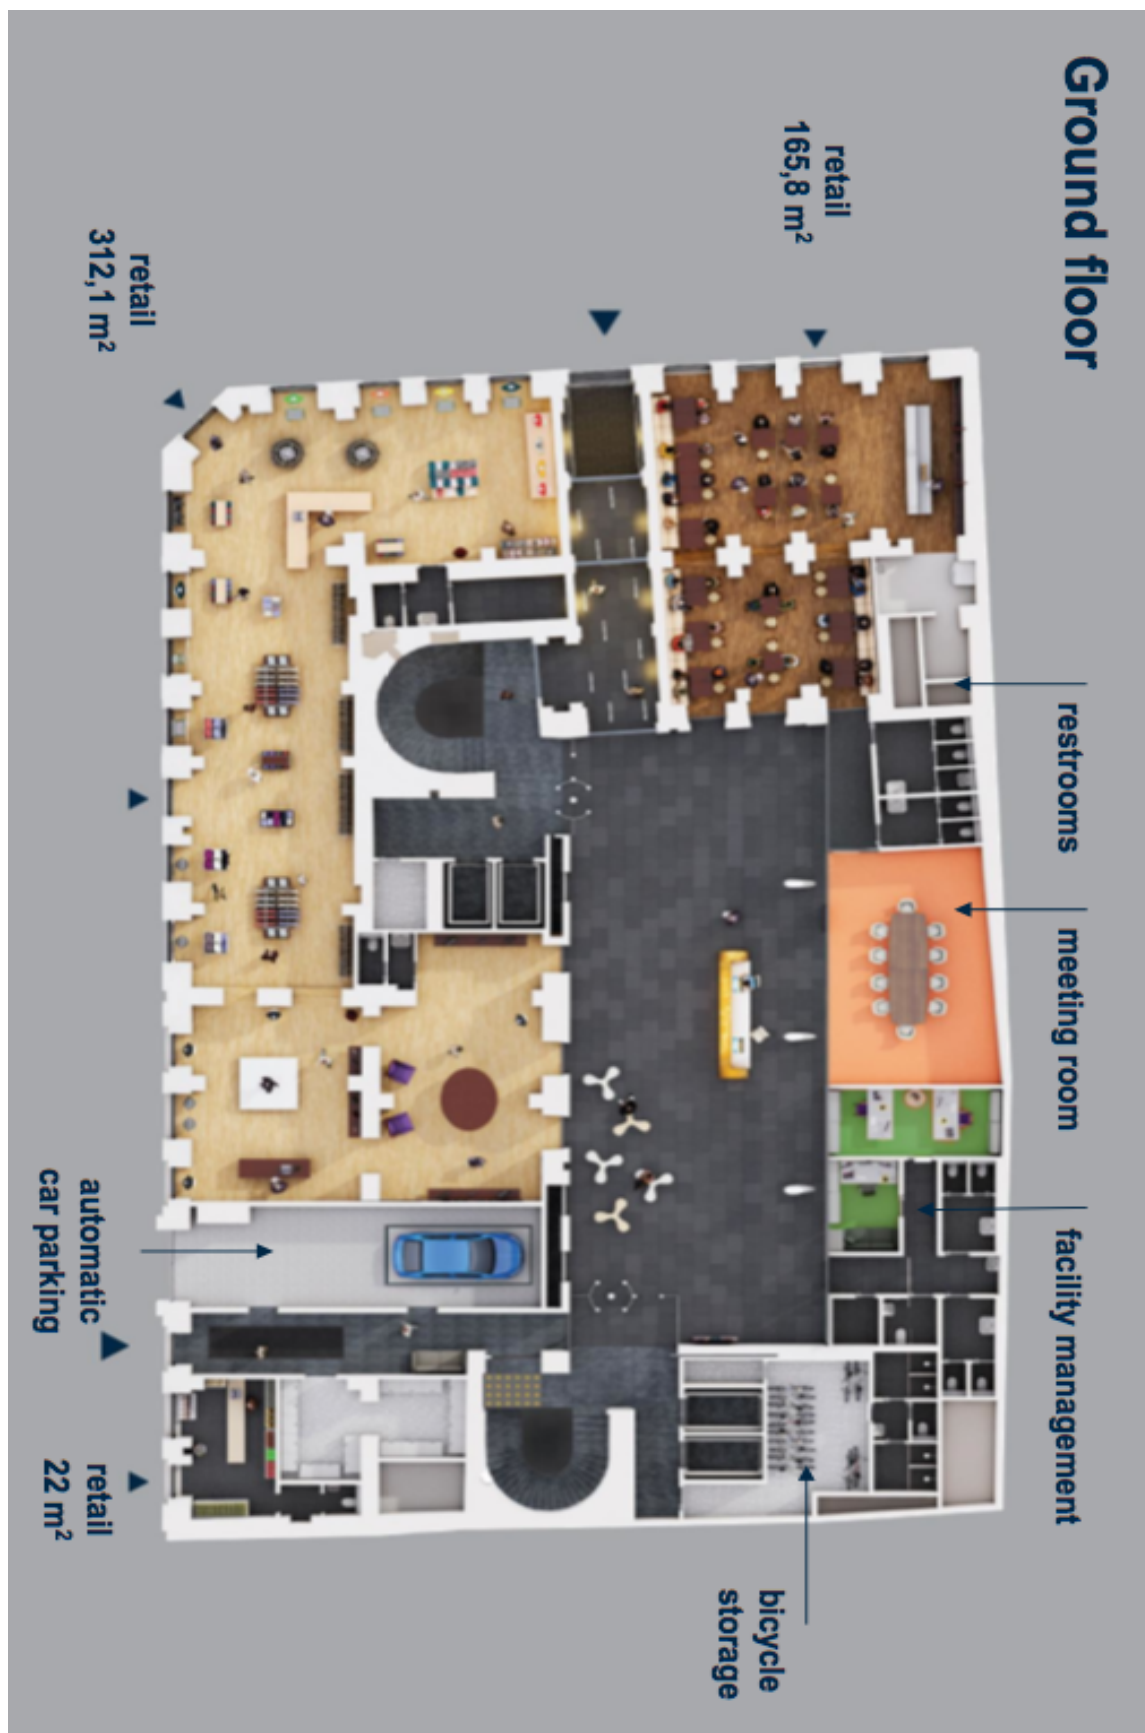 Ground floor
retail
165,8 m²
retail
312,1 m²
restrooms
meeting room
facility management
automatic
car parking
retail
22 m²
bicycle
storage